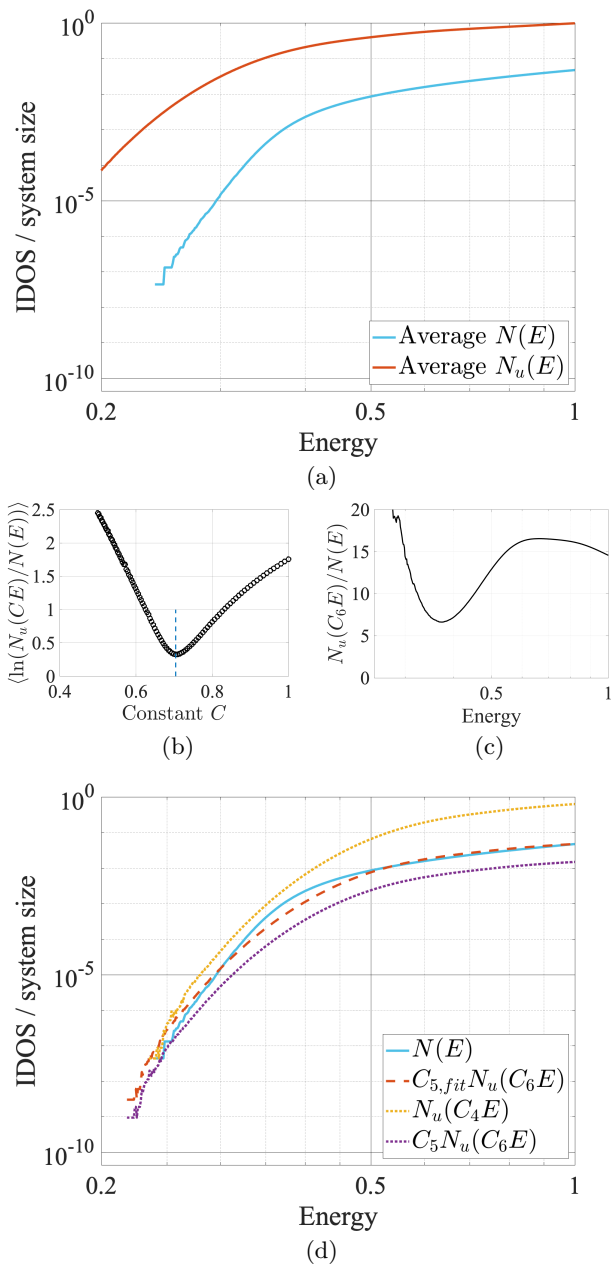 10^0
10^-5
10^-10
IDOS / system size
Average N(E)
Average N_u(E)
0.2 0.5 1
Energy
(a)
2.5
2
1.5
1
0.5
0
⟨ln(N_u(CE)/N(E))⟩
0.4 0.6 0.8 1
Constant C
(b)
20
15
10
5
0
N_u(C_6E)/N(E)
0.5 1
Energy
(c)
10^0
10^-5
10^-10
IDOS / system size
N(E)
C_{5,fit}N_u(C_6E)
N_u(C_4E)
C_5N_u(C_6E)
0.2 0.5 1
Energy
(d)